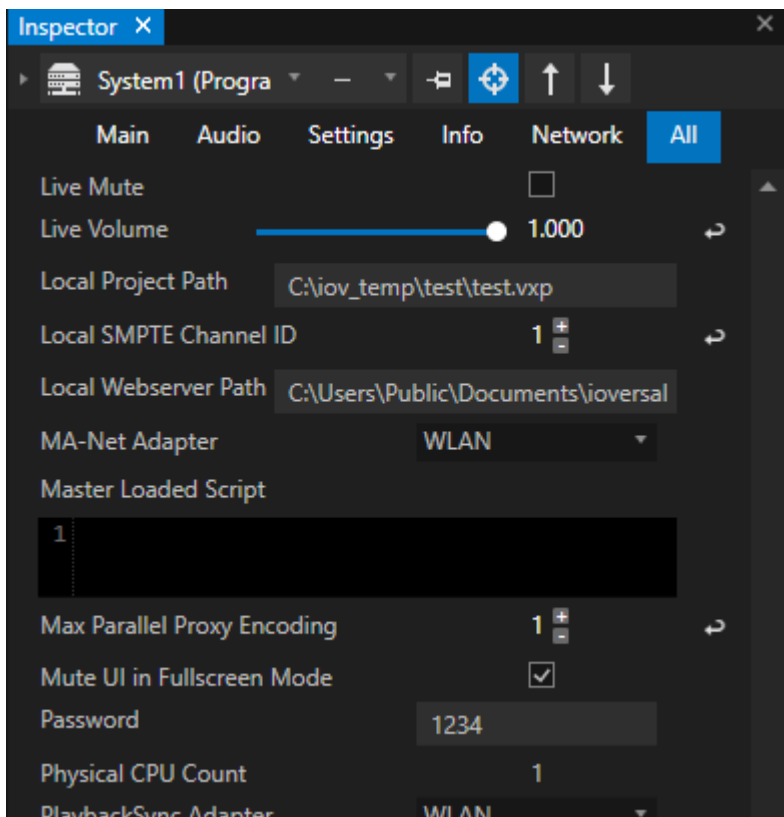 Inspector
System1 (Progra –
Main Audio Settings Info Network All
Live Mute
Live Volume 1.000
Local Project Path C:\iov_temp\test\test.vxp
Local SMPTE Channel ID 1
Local Webserver Path C:\Users\Public\Documents\ioversal
MA-Net Adapter WLAN
Master Loaded Script
1
Max Parallel Proxy Encoding 1
Mute UI in Fullscreen Mode
Password 1234
Physical CPU Count 1
PlaybackSync Adapter WLAN